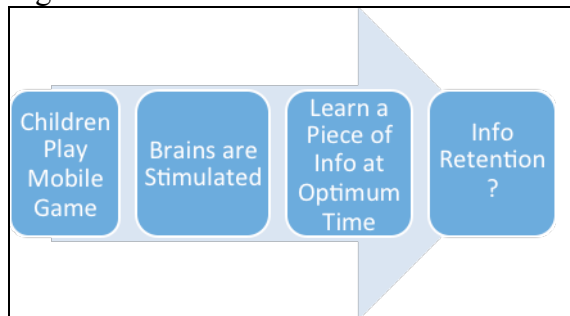 Children
Play
Mobile
Game
Brains are
Stimulated
Learn a
Piece of
Info at
Optimum
Time
Info
Retention
?